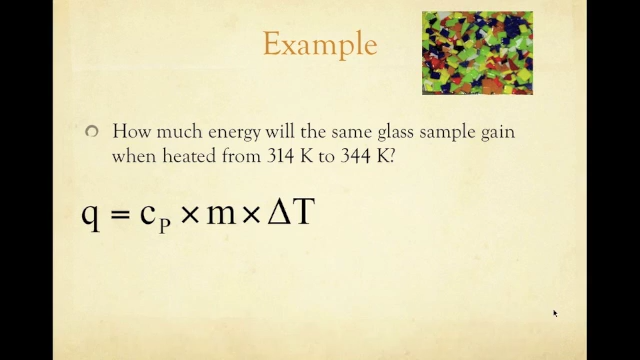 Example
How much energy will the same glass sample gain
when heated from 314 K to 344 K?
q = cₚ × m × ΔT